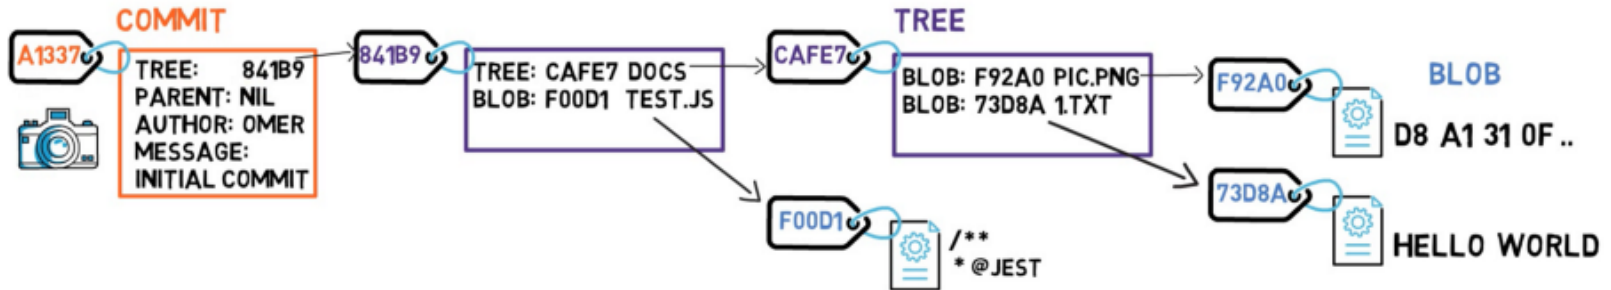 COMMIT
A1337
TREE: 841B9
PARENT: NIL
AUTHOR: OMER
MESSAGE:
INITIAL COMMIT
841B9
TREE: CAFE7 DOCS
BLOB: F00D1 TEST.JS
TREE
CAFE7
BLOB: F92A0 PIC.PNG
BLOB: 73D8A 1.TXT
F00D1
/**
* @JEST
BLOB
F92A0
D8 A1 31 0F ..
73D8A
HELLO WORLD